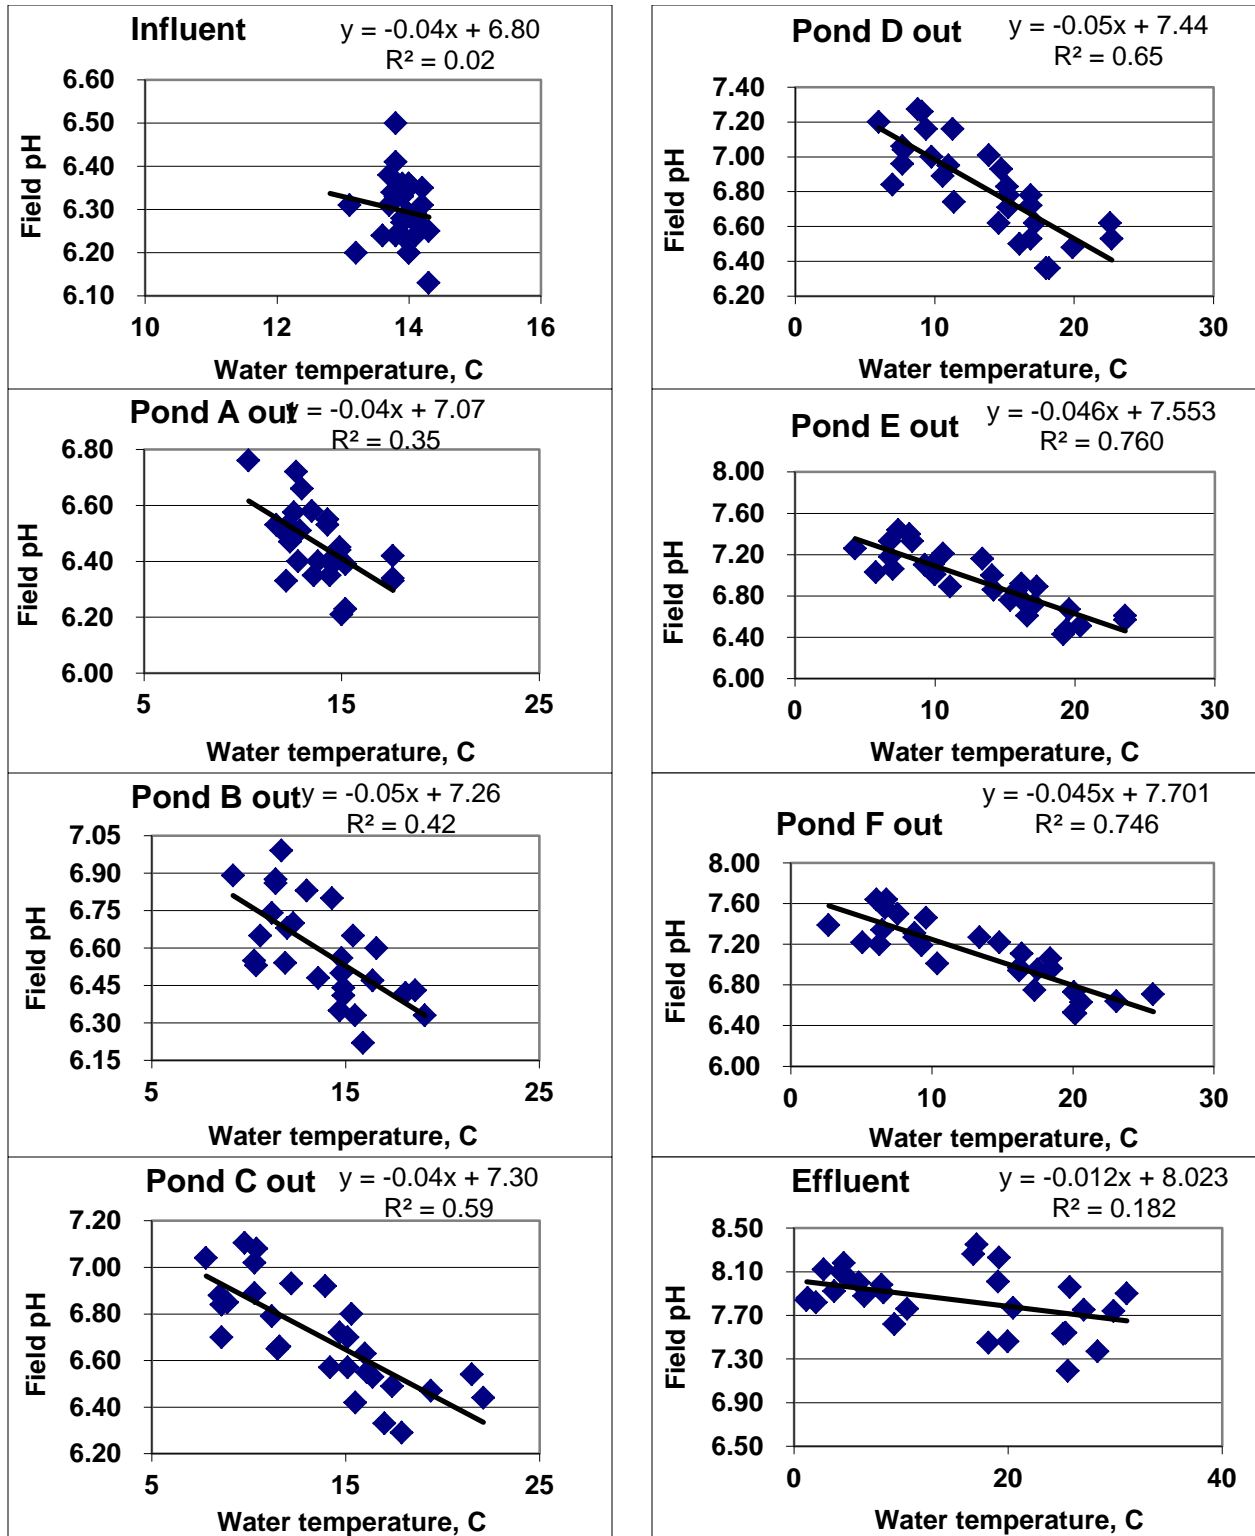 Influent
y = -0.04x + 6.80
R² = 0.02
6.60
6.50
6.40
6.30
6.20
6.10
10 12 14 16
Field pH
Water temperature, C
Pond A out
y = -0.04x + 7.07
R² = 0.35
6.80
6.60
6.40
6.20
6.00
5 15 25
Field pH
Water temperature, C
Pond B out
y = -0.05x + 7.26
R² = 0.42
7.05
6.90
6.75
6.60
6.45
6.30
6.15
5 15 25
Field pH
Water temperature, C
Pond C out
y = -0.04x + 7.30
R² = 0.59
7.20
7.00
6.80
6.60
6.40
6.20
5 15 25
Field pH
Water temperature, C
Pond D out
y = -0.05x + 7.44
R² = 0.65
7.40
7.20
7.00
6.80
6.60
6.40
6.20
0 10 20 30
Field pH
Water temperature, C
Pond E out
y = -0.046x + 7.553
R² = 0.760
8.00
7.60
7.20
6.80
6.40
6.00
0 10 20 30
Field pH
Water temperature, C
Pond F out
y = -0.045x + 7.701
R² = 0.746
8.00
7.60
7.20
6.80
6.40
6.00
0 10 20 30
Field pH
Water temperature, C
Effluent
y = -0.012x + 8.023
R² = 0.182
8.50
8.10
7.70
7.30
6.90
6.50
0 20 40
Field pH
Water temperature, C